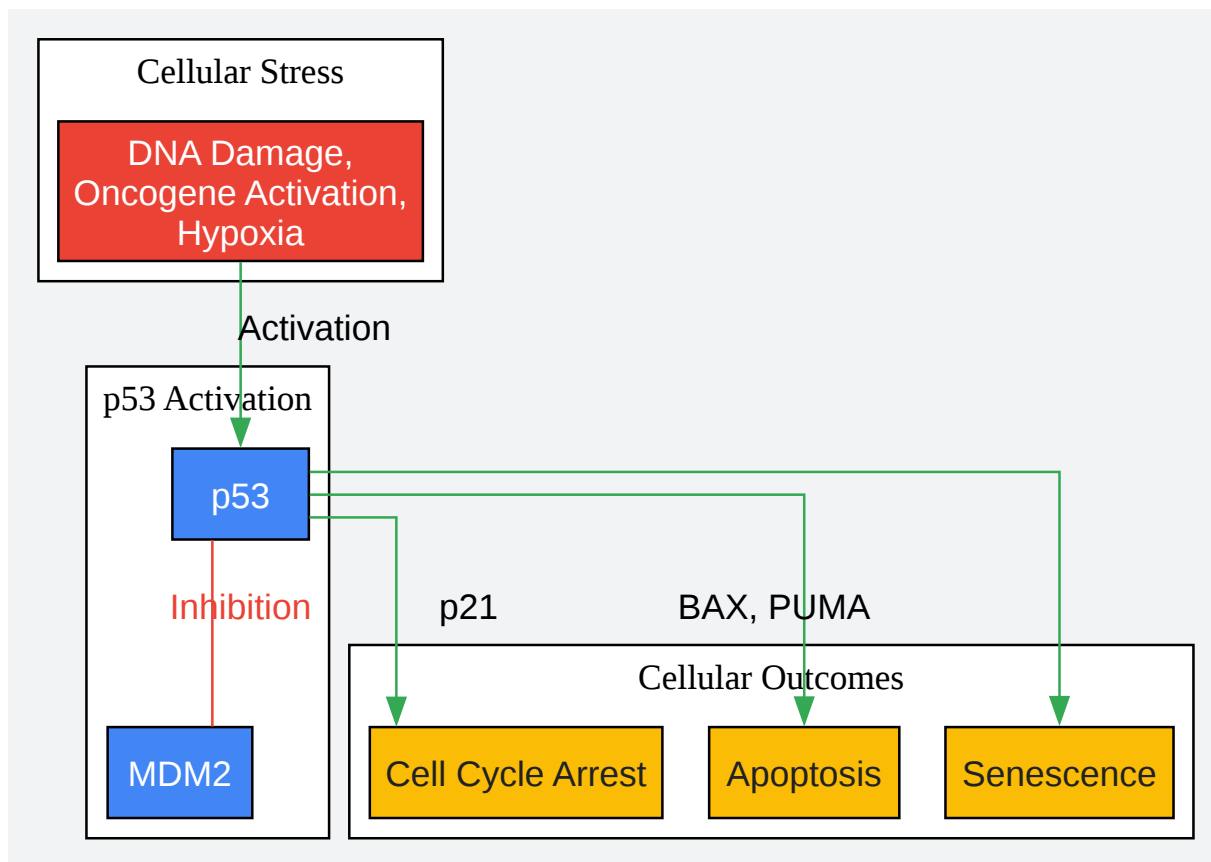 Cellular Stress
DNA Damage,
Oncogene Activation,
Hypoxia
Activation
p53 Activation
p53
Inhibition
p21
BAX, PUMA
Cellular Outcomes
MDM2
Cell Cycle Arrest
Apoptosis
Senescence